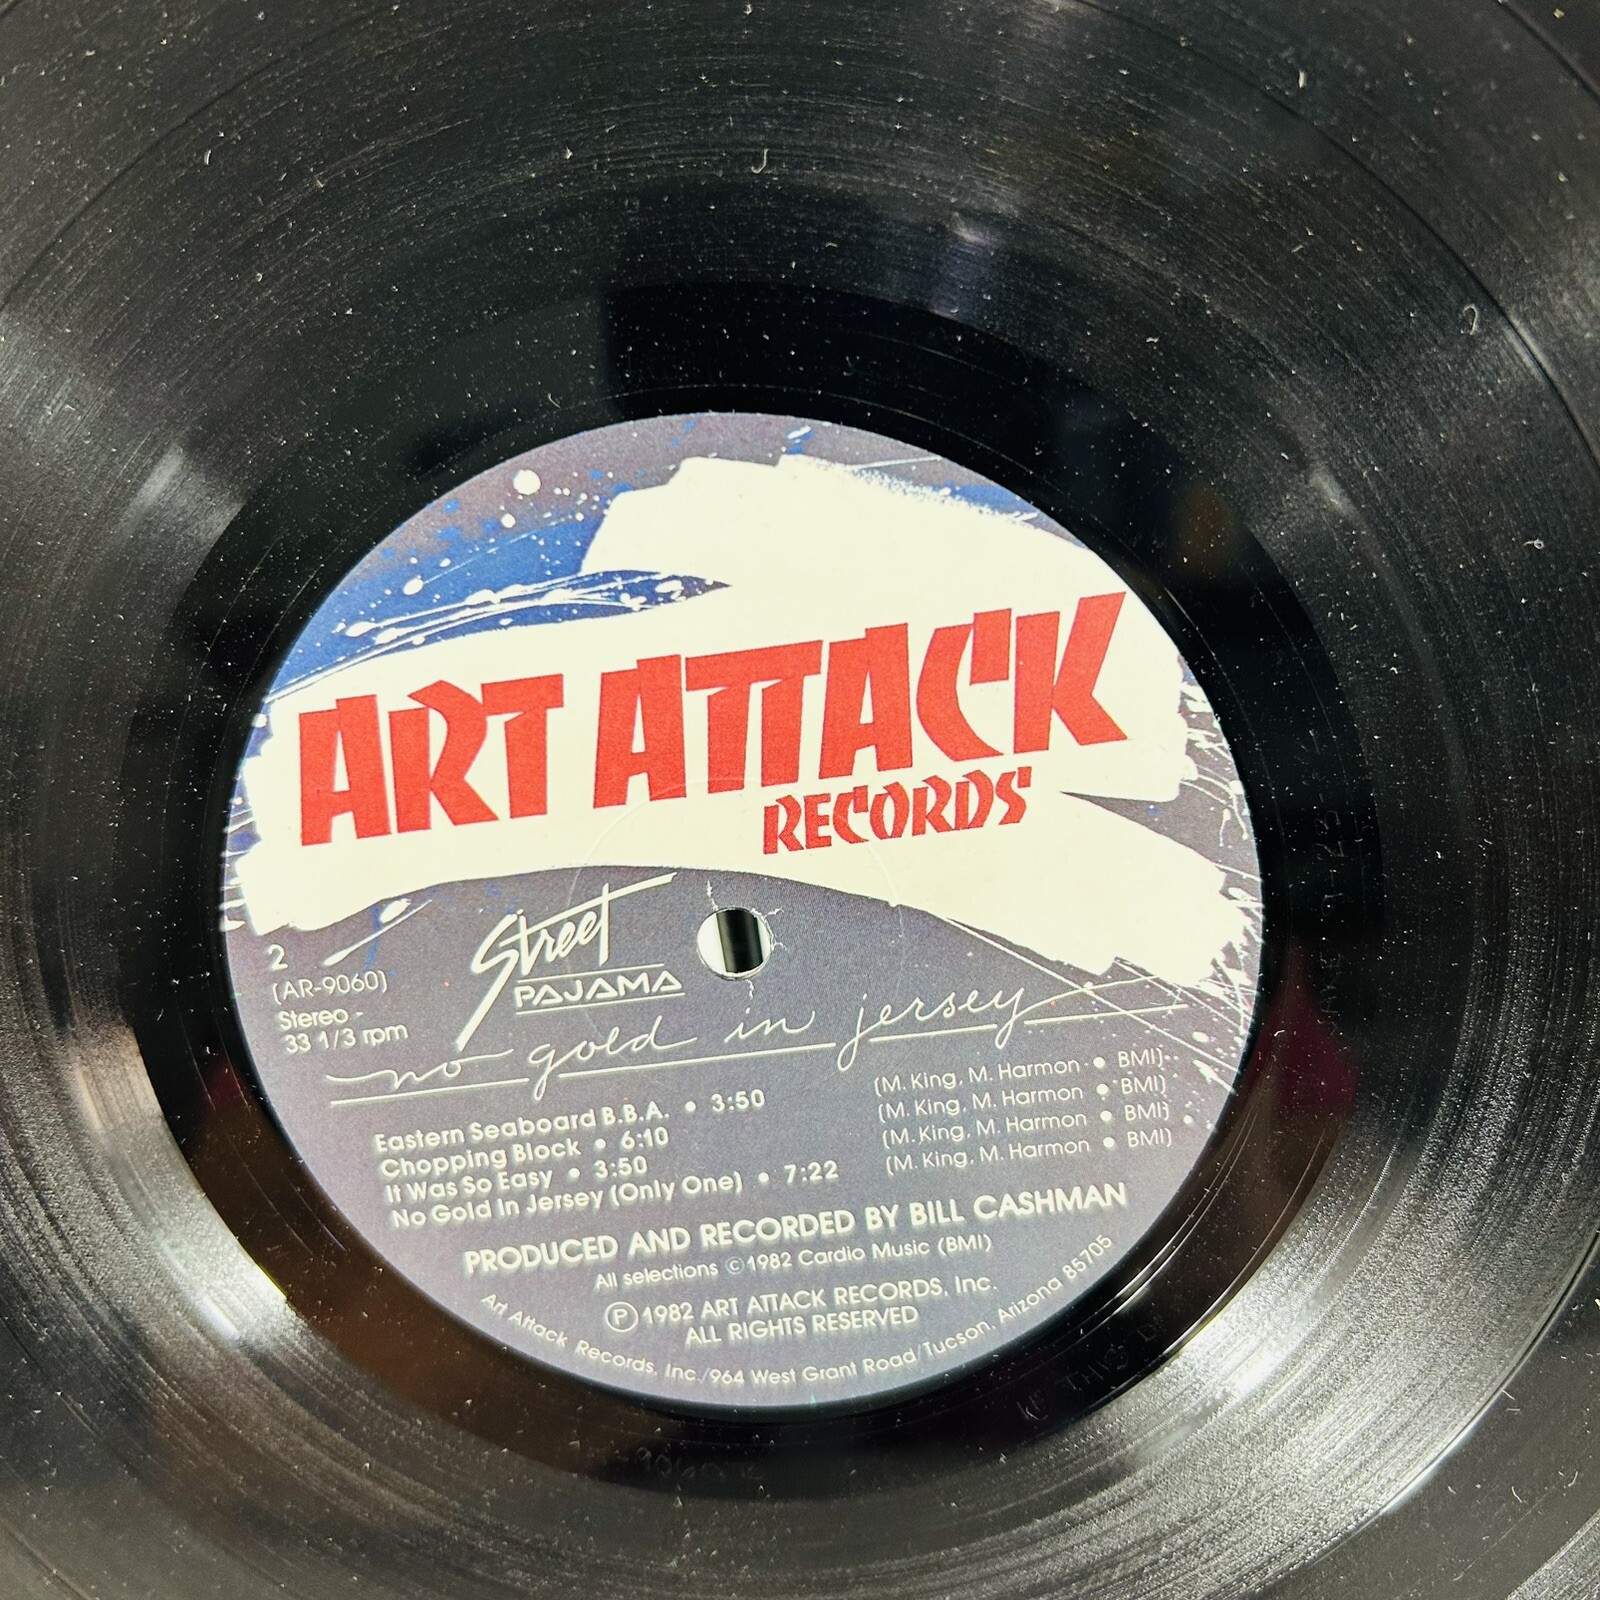 ART ATTACK
RECORDS
2
(AR-9060)
Stereo -
33 1/3 rpm
Street
PAJAMA
no gold in jersey
Eastern Seaboard B.B.A. • 3:50 (M. King, M. Harmon • BMI)
Chopping Block • 6:10 (M. King, M. Harmon • BMI)
It Was So Easy • 3:50 (M. King, M. Harmon • BMI)
No Gold In Jersey (Only One) • 7:22 (M. King, M. Harmon • BMI)
PRODUCED AND RECORDED BY BILL CASHMAN
All selections ©1982 Cardio Music (BMI)
Ⓟ1982 ART ATTACK RECORDS, Inc.
ALL RIGHTS RESERVED
Art Attack Records, Inc./964 West Grant Road/Tucson, Arizona 85705